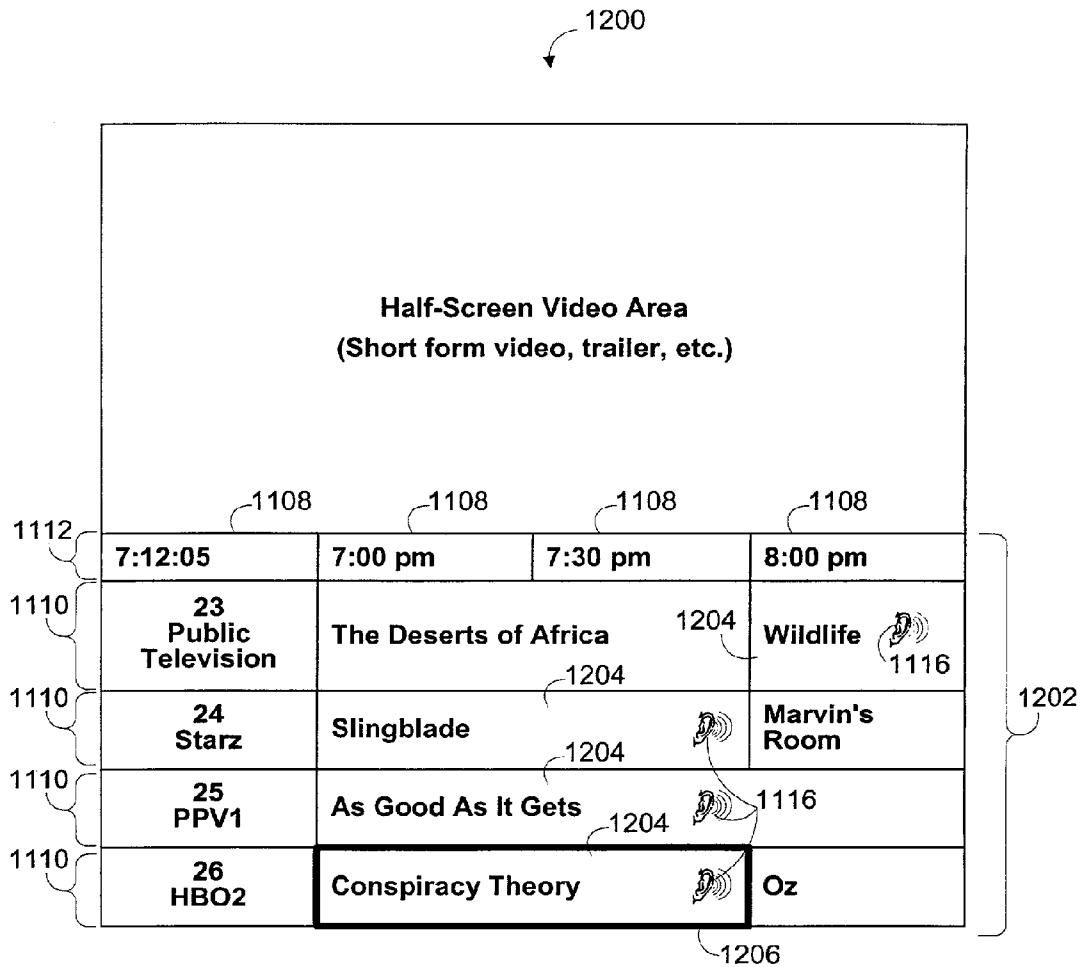 1200
Half-Screen Video Area
(Short form video, trailer, etc.)
1108 1108 1108 1108
1112
7:12:05 7:00 pm 7:30 pm 8:00 pm
1110
23
Public
Television
The Deserts of Africa
1204
Wildlife
1116
1204
1202
1110
24
Starz
Slingblade
Marvin's
Room
1204
1110
25
PPV1
As Good As It Gets
1116
1204
1110
26
HBO2
Conspiracy Theory
Oz
1206